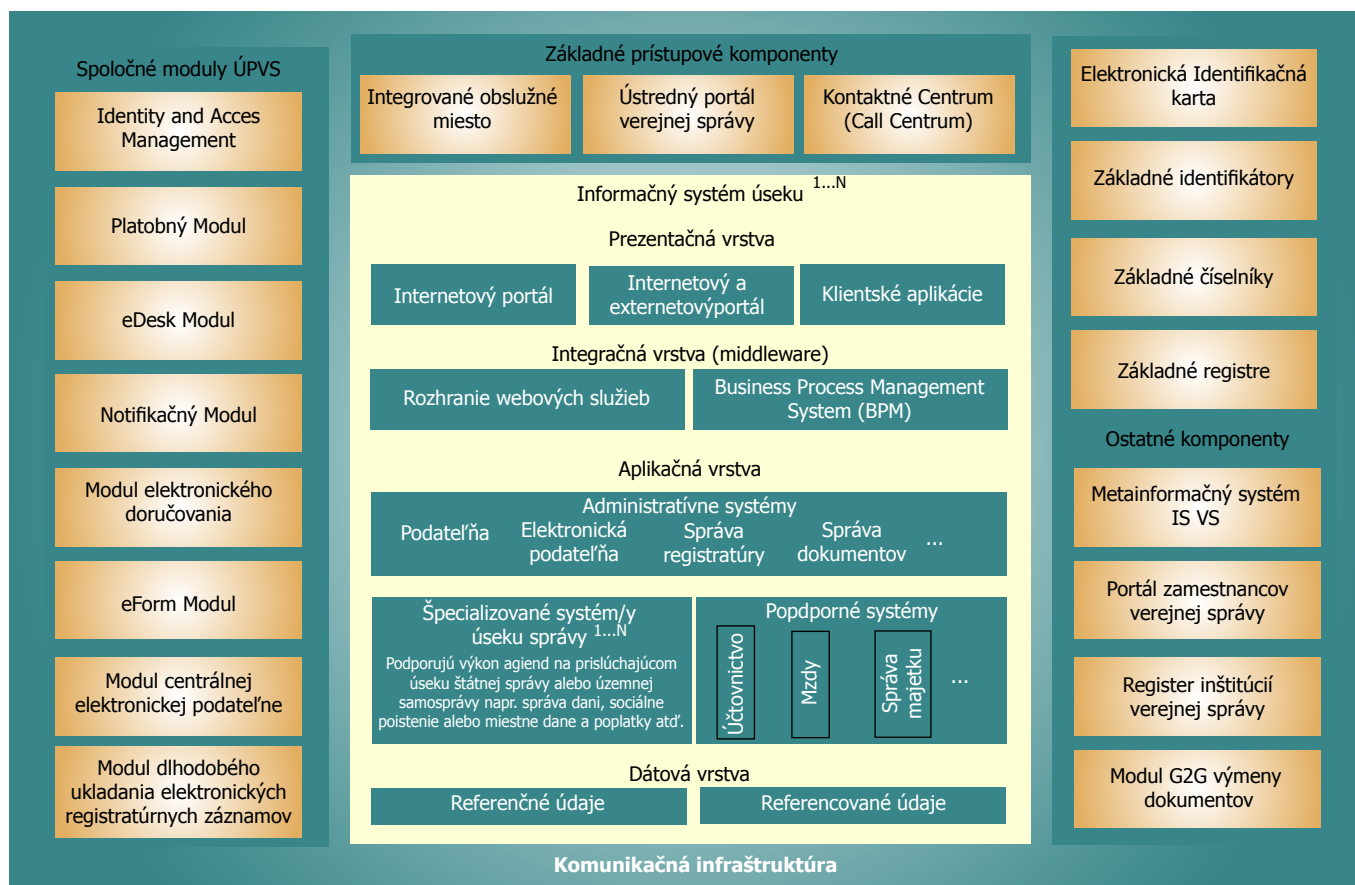 Spoločné moduly ÚPVS
Identity and Acces
Management
Platobný Modul
eDesk Modul
Notifikačný Modul
Modul elektronického
doručovania
eForm Modul
Modul centrálnej
elektronickej podateľne
Modul dlhodobého
ukladania elektronických
registratúrnych záznamov
Základné prístupové komponenty
Integrované obslužné
miesto
Ústredný portál
verejnej správy
Kontaktné Centrum
(Call Centrum)
Informačný systém úseku 1...N
Prezentačná vrstva
Internetový portál
Internetový a
externetovýportál
Klientské aplikácie
Integračná vrstva (middleware)
Rozhranie webových služieb
Business Process Management
System (BPM)
Aplikačná vrstva
Administratívne systémy
Podateľňa
Elektronická
podateľňa
Správa
registratúry
Správa
dokumentov
...
Špecializované systém/y
úseku správy 1...N
Podporujú výkon agiend na prislúchajúcom
úseku štátnej správy alebo územnej
samosprávy napr. správa dani, sociálne
poistenie alebo miestne dane a poplatky atď.
Popdporné systémy
Účtovnictvo
Mzdy
Správa
majetku
...
Dátová vrstva
Referenčné údaje
Referencované údaje
Komunikačná infraštruktúra
Elektronická Identifikačná
karta
Základné identifikátory
Základné číselníky
Základné registre
Ostatné komponenty
Metainformačný systém
IS VS
Portál zamestnancov
verejnej správy
Register inštitúcií
verejnej správy
Modul G2G výmeny
dokumentov